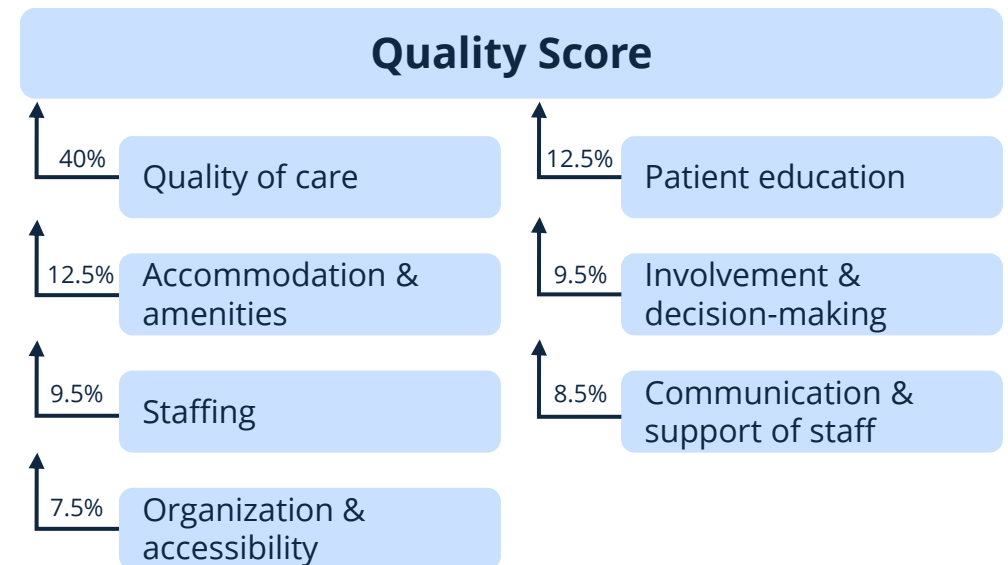 Quality Score
40%
Quality of care
12.5%
Accommodation &
amenities
9.5%
Staffing
7.5%
Organization &
accessibility
12.5%
Patient education
9.5%
Involvement &
decision-making
8.5%
Communication &
support of staff